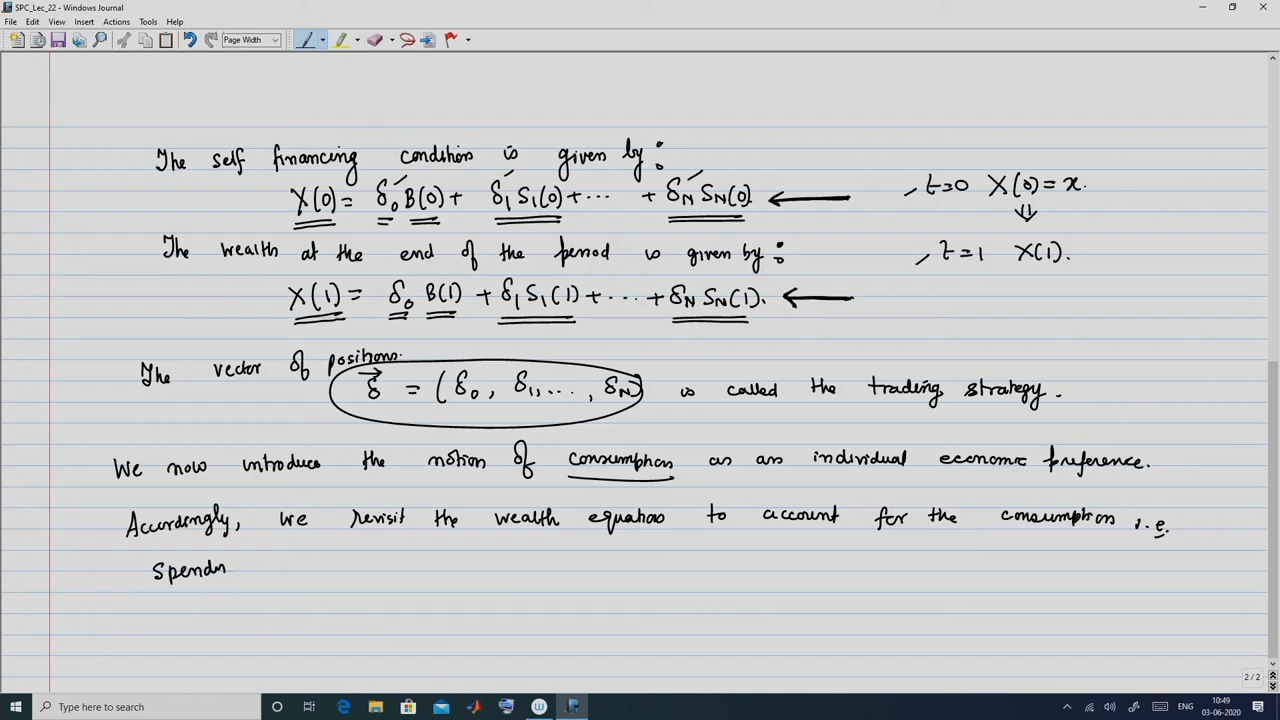 SPC_Lec_22 - Windows Journal
File Edit View Insert Actions Tools Help
Page Width
The self financing condition is given by:
X(0) = δ₀ B(0) + δ₁ S₁(0) + ... + δN SN(0).
, t=0 X(0) = x.
⇓
The wealth at the end of the period is given by:
, t=1 X(1).
X(1) = δ₀ B(1) + δ₁ S₁(1) + ... + δN SN(1).
The vector of positions.
δ = (δ₀, δ₁, ..., δN) is called the trading strategy.
We now introduce the notion of consumption as an individual economic preference.
Accordingly, we revisit the wealth equation to account for the consumption i.e.
Spendin
2 / 2
Type here to search
ENG
10:49
03-06-2020